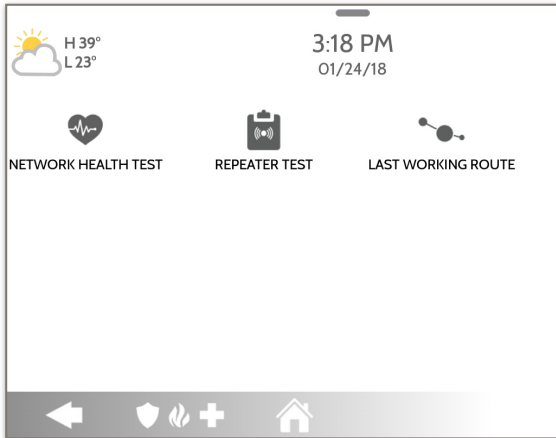 H 39°
L 23°
3:18 PM
01/24/18
NETWORK HEALTH TEST
REPEATER TEST
LAST WORKING ROUTE